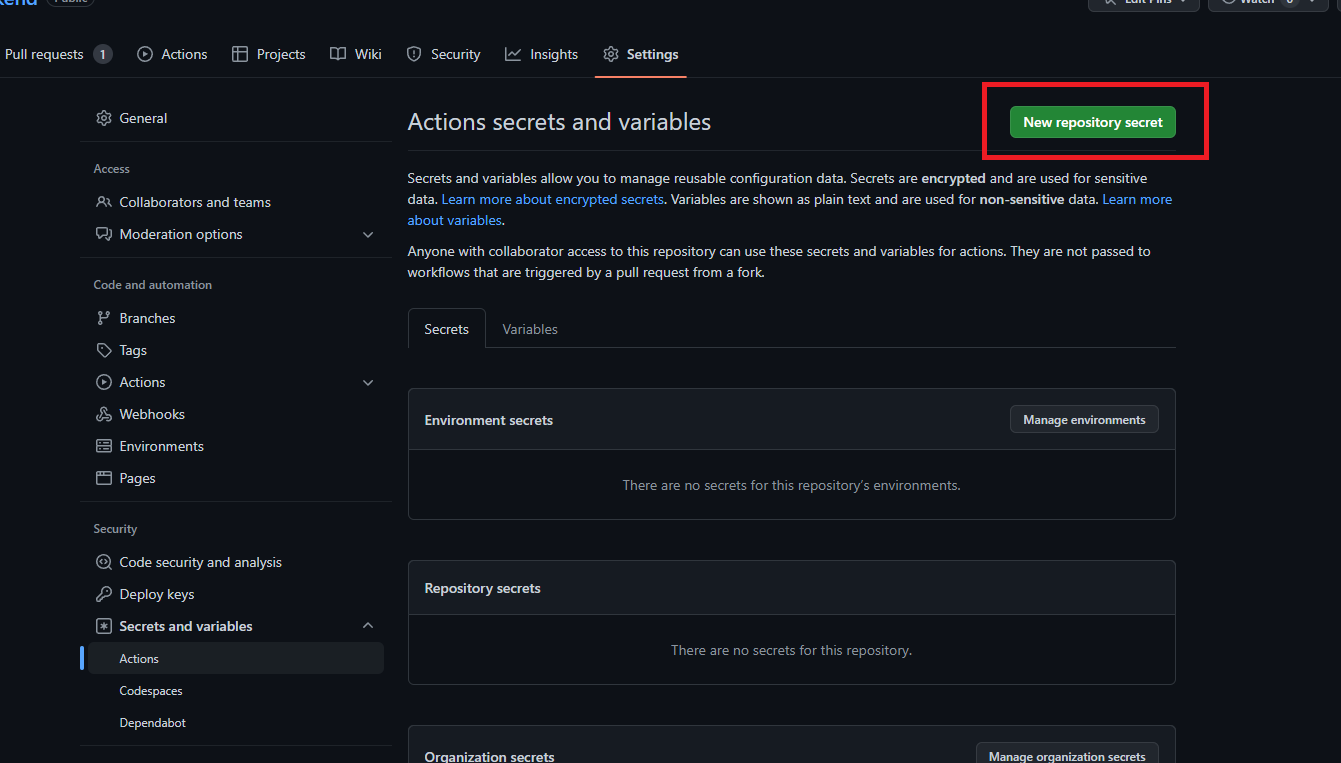 Public
Edit Pins
Watch
Pull requests 1
Actions
Projects
Wiki
Security
Insights
Settings
General
Access
Collaborators and teams
Moderation options
Code and automation
Branches
Tags
Actions
Webhooks
Environments
Pages
Security
Code security and analysis
Deploy keys
Secrets and variables
Actions
Codespaces
Dependabot
Actions secrets and variables
New repository secret
Secrets and variables allow you to manage reusable configuration data. Secrets are encrypted and are used for sensitive
data. Learn more about encrypted secrets. Variables are shown as plain text and are used for non-sensitive data. Learn more
about variables.
Anyone with collaborator access to this repository can use these secrets and variables for actions. They are not passed to
workflows that are triggered by a pull request from a fork.
Secrets
Variables
Environment secrets
Manage environments
There are no secrets for this repository’s environments.
Repository secrets
There are no secrets for this repository.
Organization secrets
Manage organization secrets